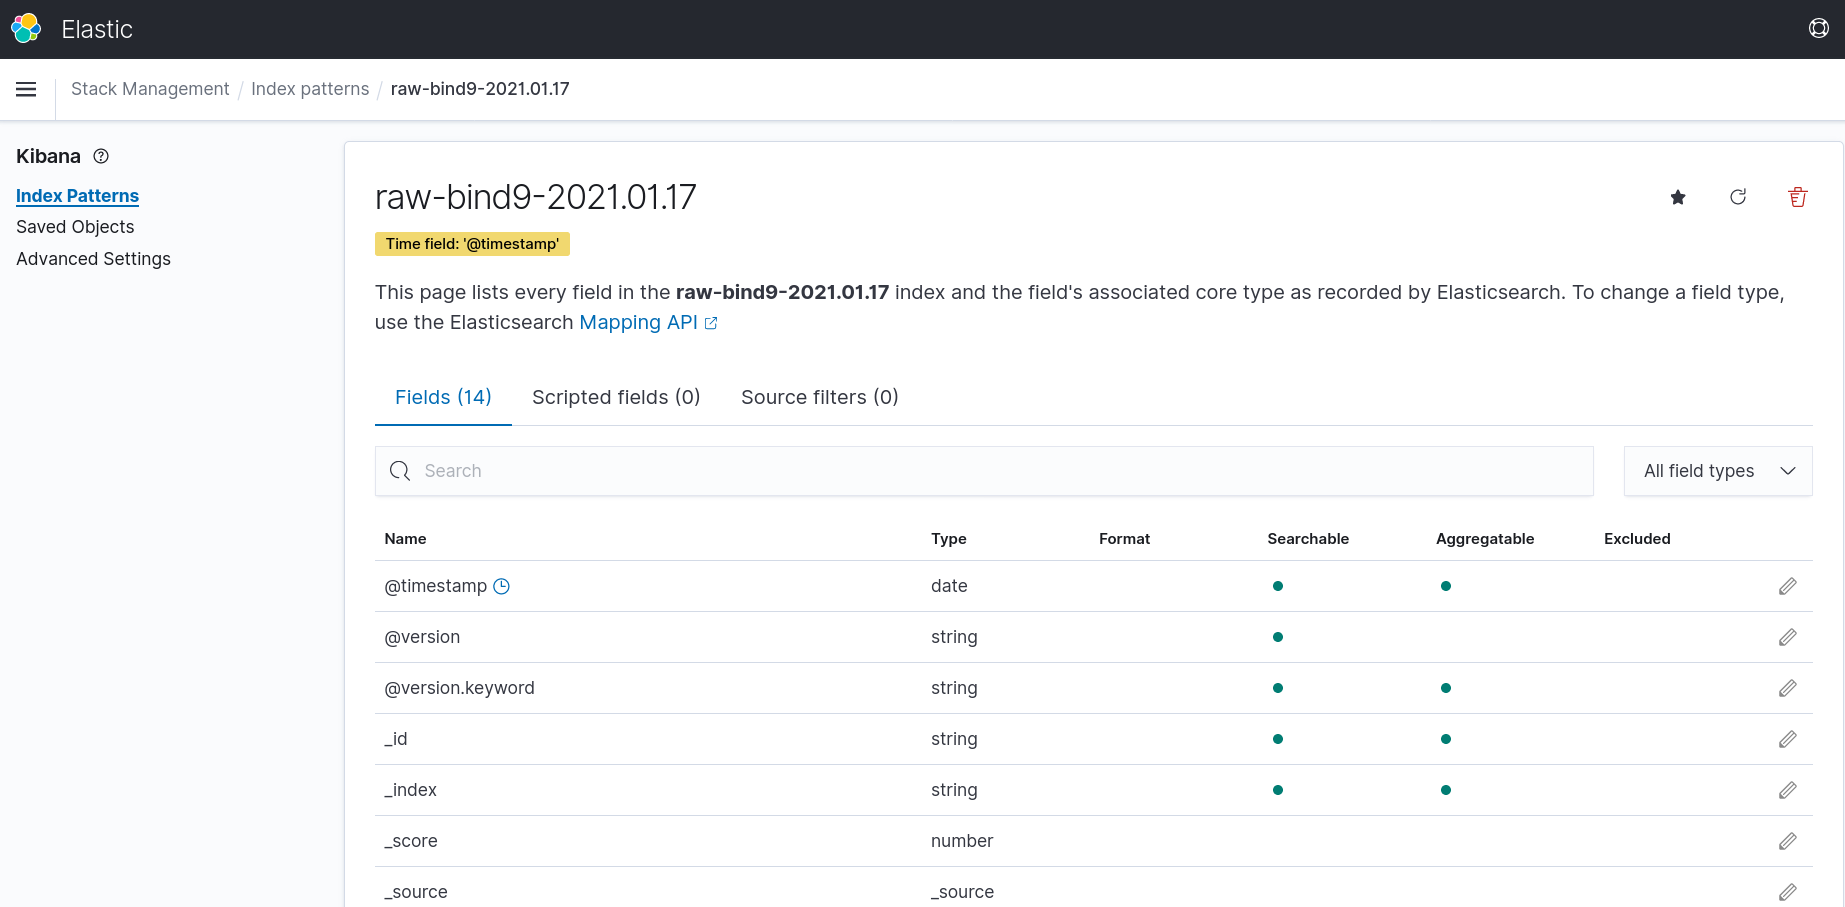 Elastic
Stack Management / Index patterns / raw-bind9-2021.01.17
Kibana
Index Patterns
Saved Objects
Advanced Settings
raw-bind9-2021.01.17
Time field: '@timestamp'
This page lists every field in the raw-bind9-2021.01.17 index and the field's associated core type as recorded by Elasticsearch. To change a field type,
use the Elasticsearch Mapping API
Fields (14) Scripted fields (0) Source filters (0)
Search All field types
Name Type Format Searchable Aggregatable Excluded
@timestamp date
@version string
@version.keyword string
_id string
_index string
_score number
_source _source